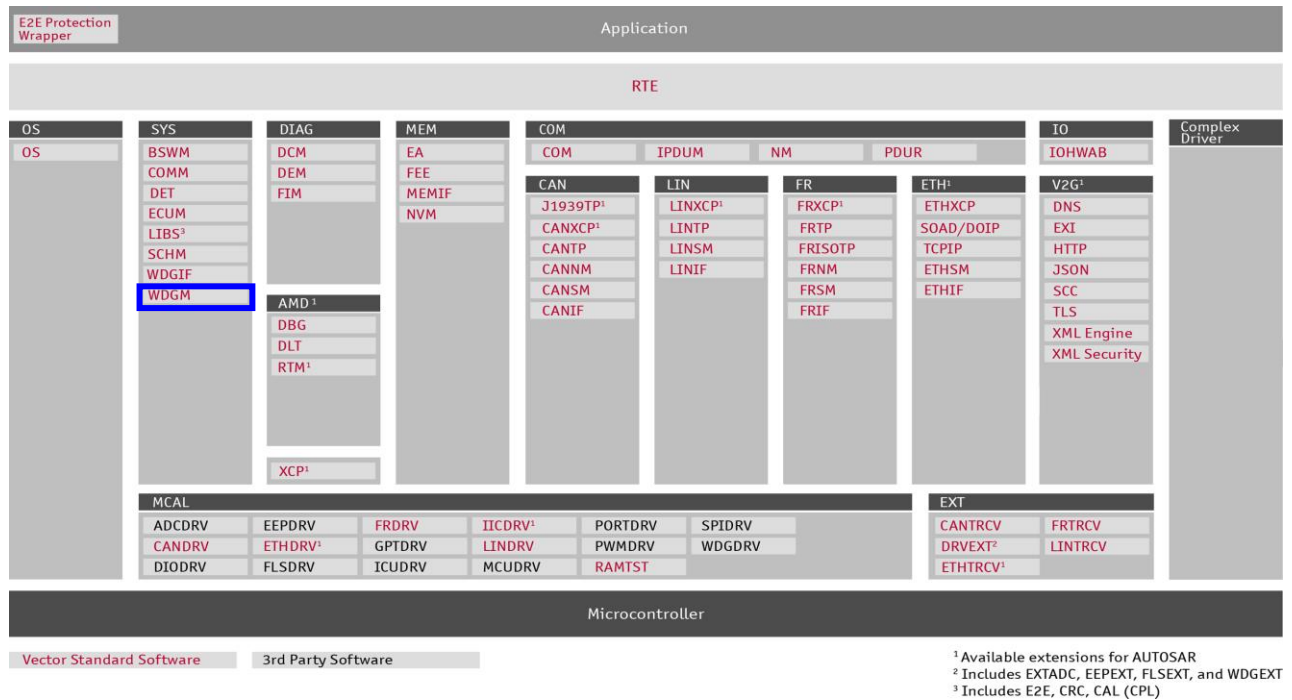 E2E Protection
Wrapper
Application
RTE
OS
OS
SYS
BSWM
COMM
DET
ECUM
LIBS³
SCHM
WDGIF
WDGM
DIAG
DCM
DEM
FIM
AMD¹
DBG
DLT
RTM¹
XCP¹
MEM
EA
FEE
MEMIF
NVM
COM
COM IPDUM NM PDUR
CAN
J1939TP¹
CANXCP¹
CANTP
CANNM
CANSM
CANIF
LIN
LINXCP¹
LINTP
LINSM
LINIF
FR
FRXCP¹
FRTP
FRISOTP
FRNM
FRSM
FRIF
ETH¹
ETHXCP
SOAD/DOIP
TCPIP
ETHSM
ETHIF
IO
IOHWAB
V2G¹
DNS
EXI
HTTP
JSON
SCC
TLS
XML Engine
XML Security
Complex
Driver
MCAL
ADCDRV EEPDRV FRDRV IICDRV¹ PORTDRV SPIDRV
CANDRV ETHDRV¹ GPTDRV LINDRV PWMDRV WDGDRV
DIODRV FLSDRV ICUDRV MCUDRV RAMTST
EXT
CANTRCV FRTRCV
DRVEXT² LINTRCV
ETHTRCV¹
Microcontroller
Vector Standard Software 3rd Party Software
¹ Available extensions for AUTOSAR
² Includes EXTADC, EEPEXT, FLSEXT, and WDGEXT
³ Includes E2E, CRC, CAL (CPL)